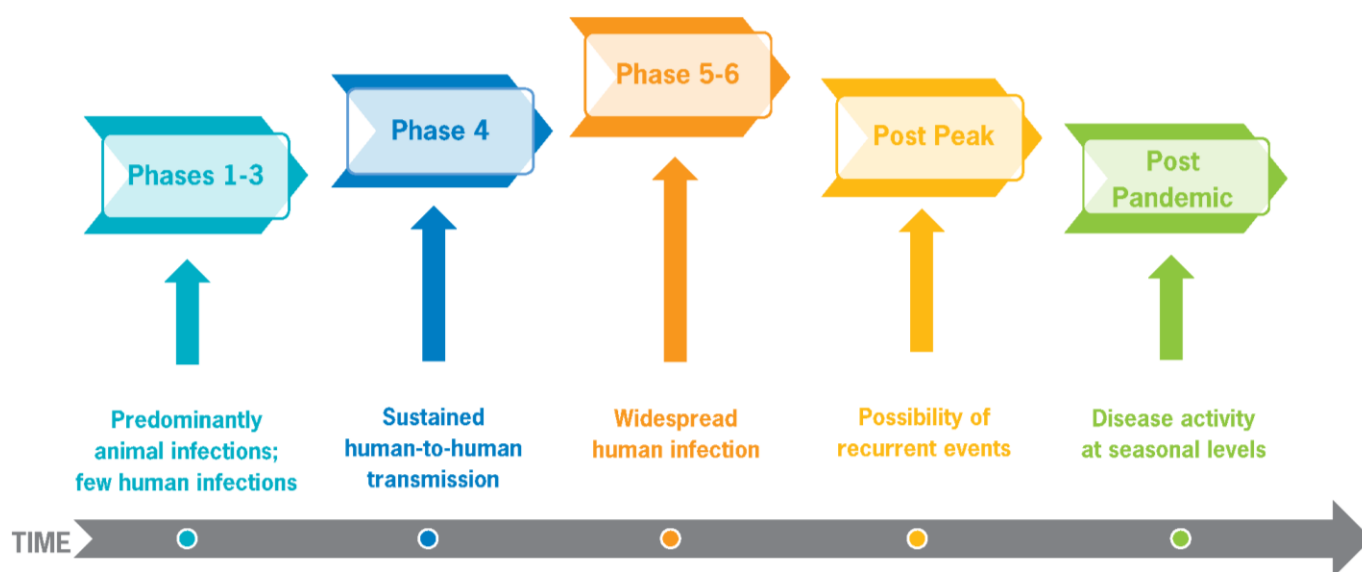 Phases 1-3
Phase 4
Phase 5-6
Post Peak
Post
Pandemic
Predominantly
animal infections;
few human infections
Sustained
human-to-human
transmission
Widespread
human infection
Possibility of
recurrent events
Disease activity
at seasonal levels
TIME